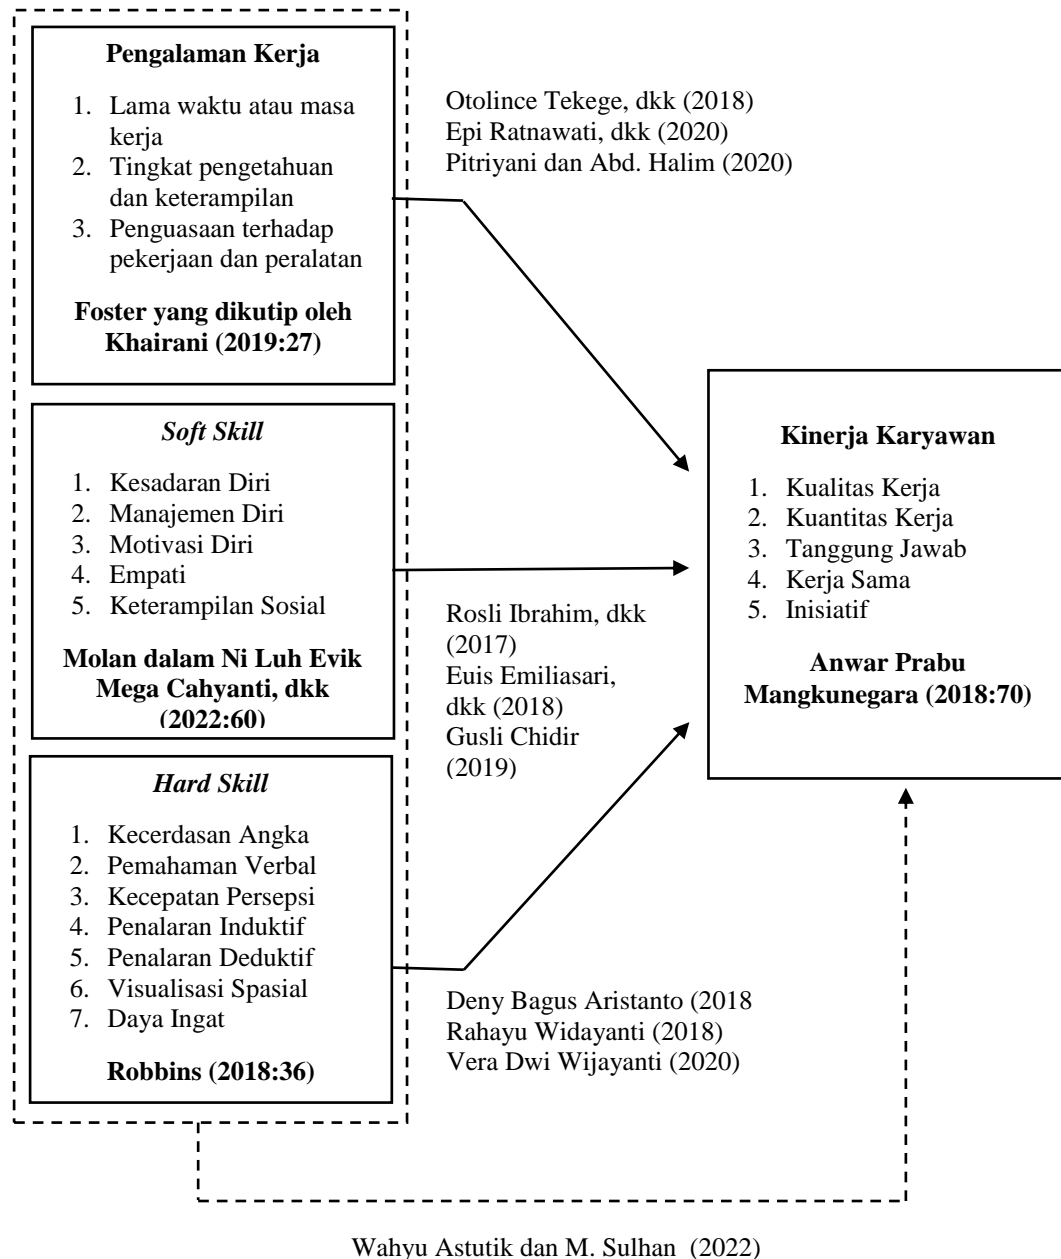 Pengalaman Kerja
1. Lama waktu atau masa
kerja
2. Tingkat pengetahuan
dan keterampilan
3. Penguasaan terhadap
pekerjaan dan peralatan
Foster yang dikutip oleh
Khairani (2019:27)
Otolince Tekege, dkk (2018)
Epi Ratnawati, dkk (2020)
Pitriyani dan Abd. Halim (2020)
Soft Skill
1. Kesadaran Diri
2. Manajemen Diri
3. Motivasi Diri
4. Empati
5. Keterampilan Sosial
Molan dalam Ni Luh Evik
Mega Cahyanti, dkk
(2022:60)
Rosli Ibrahim, dkk
(2017)
Euis Emiliasari,
dkk (2018)
Gusli Chidir
(2019)
Kinerja Karyawan
1. Kualitas Kerja
2. Kuantitas Kerja
3. Tanggung Jawab
4. Kerja Sama
5. Inisiatif
Anwar Prabu
Mangkunegara (2018:70)
Hard Skill
1. Kecerdasan Angka
2. Pemahaman Verbal
3. Kecepatan Persepsi
4. Penalaran Induktif
5. Penalaran Deduktif
6. Visualisasi Spasial
7. Daya Ingat
Robbins (2018:36)
Deny Bagus Aristanto (2018
Rahayu Widayanti (2018)
Vera Dwi Wijayanti (2020)
Wahyu Astutik dan M. Sulhan (2022)